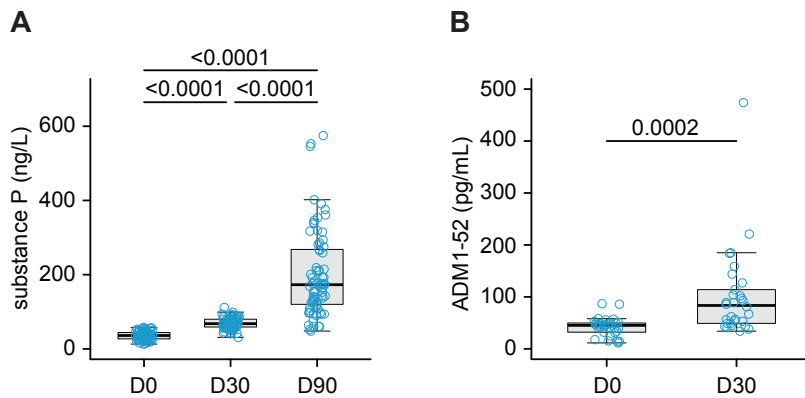 A
<0.0001
<0.0001 <0.0001
substance P (ng/L)
600
400
200
0
D0 D30 D90
B
0.0002
ADM1-52 (pg/mL)
500
400
300
200
100
0
D0 D30